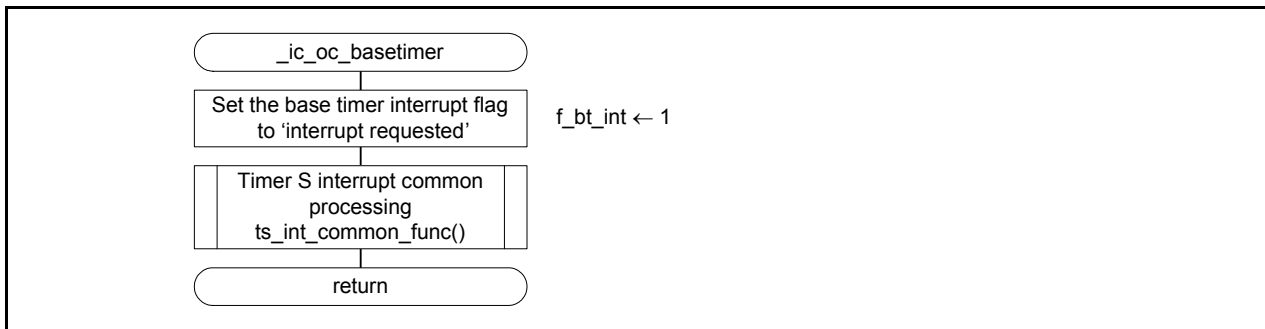 _ic_oc_basetimer
Set the base timer interrupt flag
to ‘interrupt requested’
f_bt_int ← 1
Timer S interrupt common
processing
ts_int_common_func()
return